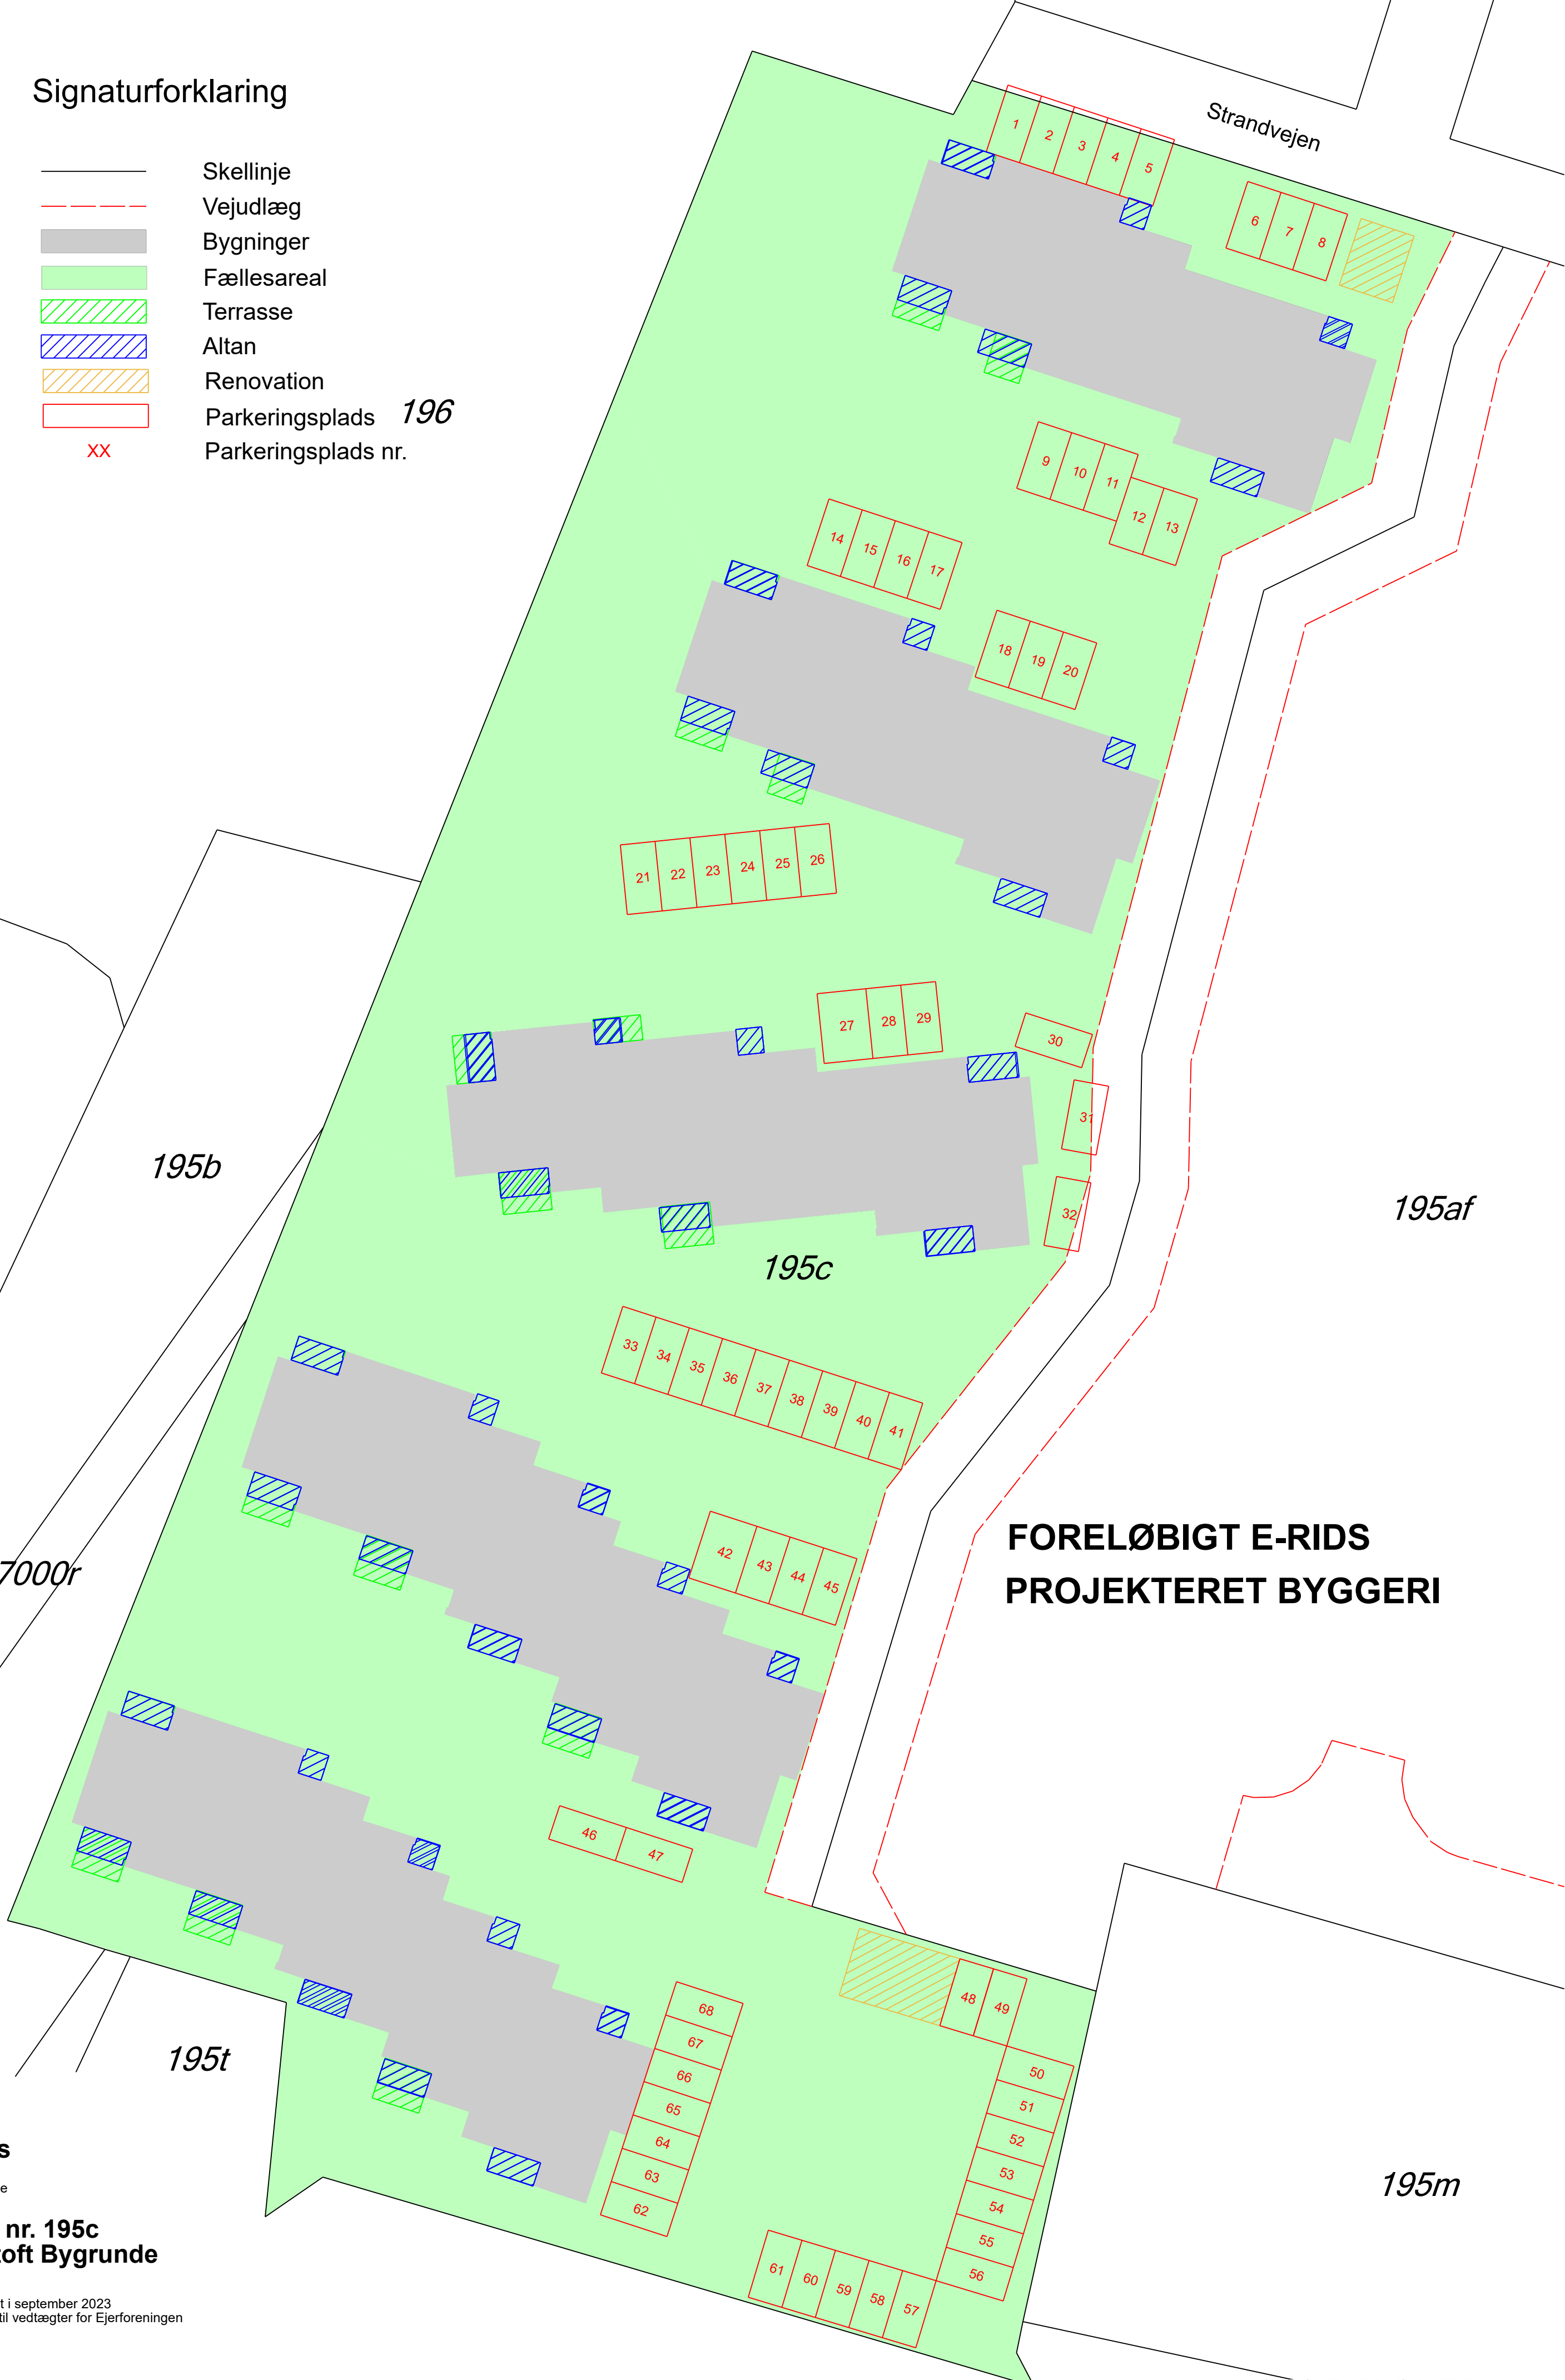 Signaturforklaring
Skellinje
Vejudlæg
Bygninger
Fællesareal
Terrasse
Altan
Renovation
Parkeringsplads
XX Parkeringsplads nr.
196
Strandvejen
1 2 3 4 5
6 7 8
9 10 11
12 13
14 15 16 17
18 19 20
21 22 23 24 25 26
27 28 29
30
31
32
195b
195af
195c
33 34 35 36 37 38 39 40 41
42 43 44 45
FORELØBIGT E-RIDS
PROJEKTERET BYGGERI
7000r
46 47
48 49
50
51
52
53
54
55
56
68
67
66
65
64
63
62
61 60 59 58 57
195t
195m
s
e
nr. 195c
oft Bygrunde
t i september 2023
til vedtægter for Ejerforeningen